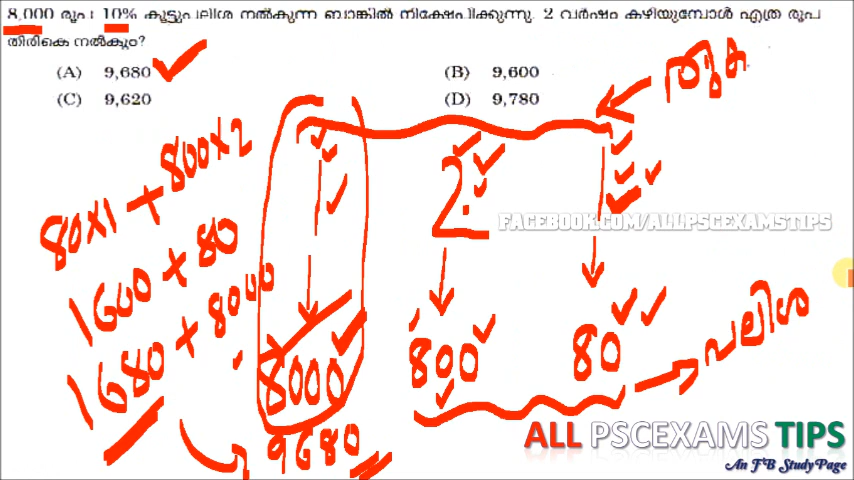 8,000 രൂപ 10% കൂട്ടുപലിശ നൽകുന്ന ബാങ്കിൽ നിക്ഷേപിക്കുന്നു. 2 വർഷം കഴിയുമ്പോൾ എത്ര രൂപ
തിരികെ നൽകും?
(A) 9,680 (B) 9,600
(C) 9,620 (D) 9,780
തുക
80×1 + 800×2
1600 + 80
1680 + 8000
1 2 1
8000 800 80
പലിശ
9680
FACEBOOK.COM/ALLPSCEXAMSTIPS
ALL PSCEXAMS TIPS
An FB StudyPage